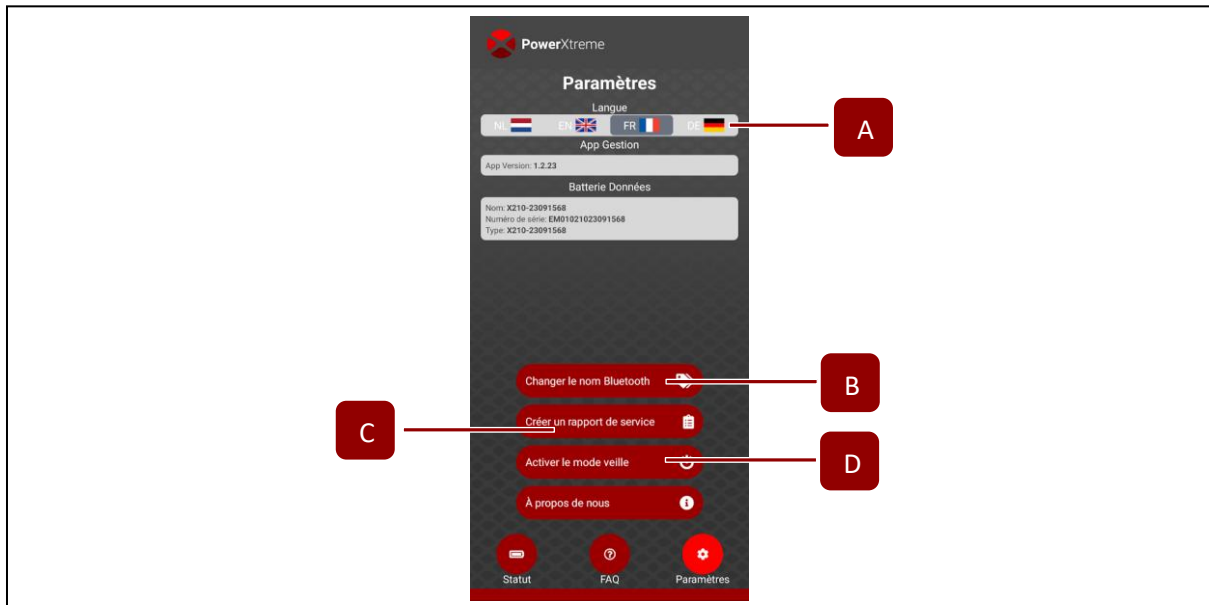 PowerXtreme
Paramètres
Langue
NL EN FR DE
A
App Gestion
App Version: 1.2.23
Batterie Données
Nom: X210-23091568
Numéro de série: EM01021023091568
Type: X210-23091568
Changer le nom Bluetooth
B
Créer un rapport de service
C
Activer le mode veille
D
À propos de nous
Statut FAQ Paramètres